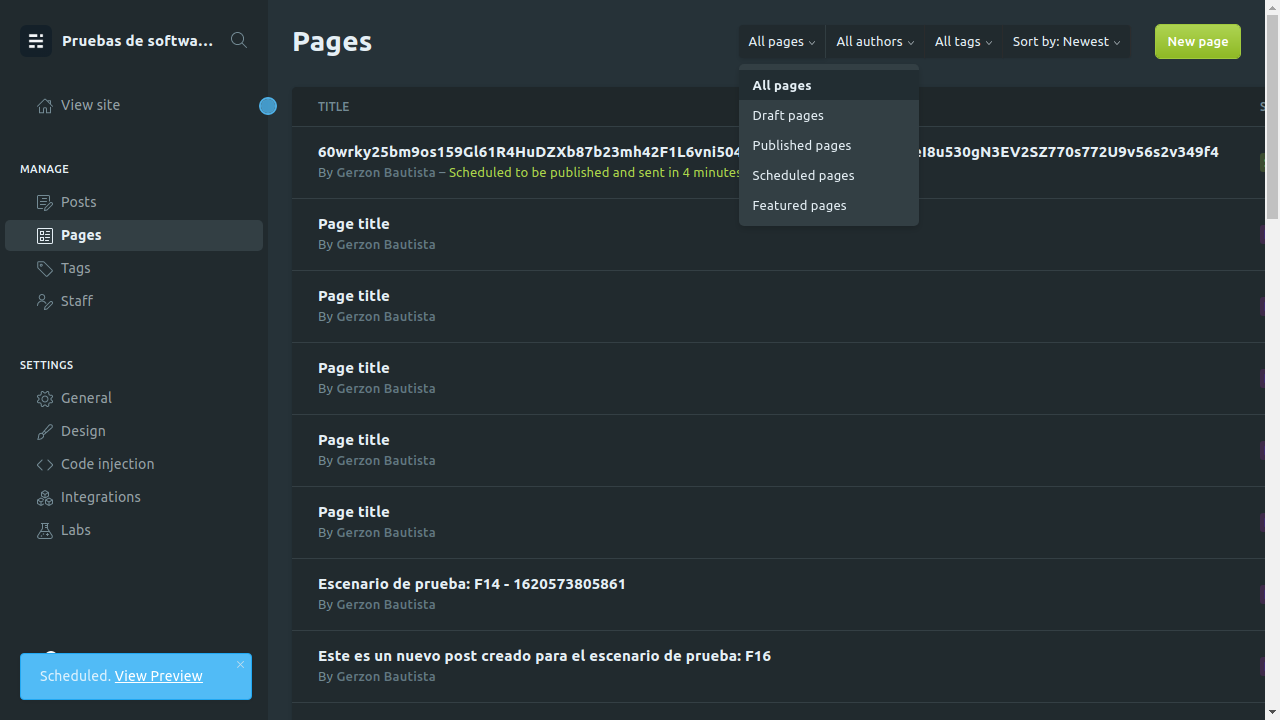 Pruebas de softwa...
View site
MANAGE
Posts
Pages
Tags
Staff
SETTINGS
General
Design
Code injection
Integrations
Labs
Scheduled. View Preview
Pages
All pages
All authors
All tags
Sort by: Newest
New page
All pages
Draft pages
Published pages
Scheduled pages
Featured pages
TITLE
60wrky25bm9os159Gl61R4HuDZXb87b23mh42F1L6vni504 I8u530gN3EV2SZ770s772U9v56s2v349f4
By Gerzon Bautista – Scheduled to be published and sent in 4 minutes
Page title
By Gerzon Bautista
Page title
By Gerzon Bautista
Page title
By Gerzon Bautista
Page title
By Gerzon Bautista
Page title
By Gerzon Bautista
Escenario de prueba: F14 - 1620573805861
By Gerzon Bautista
Este es un nuevo post creado para el escenario de prueba: F16
By Gerzon Bautista